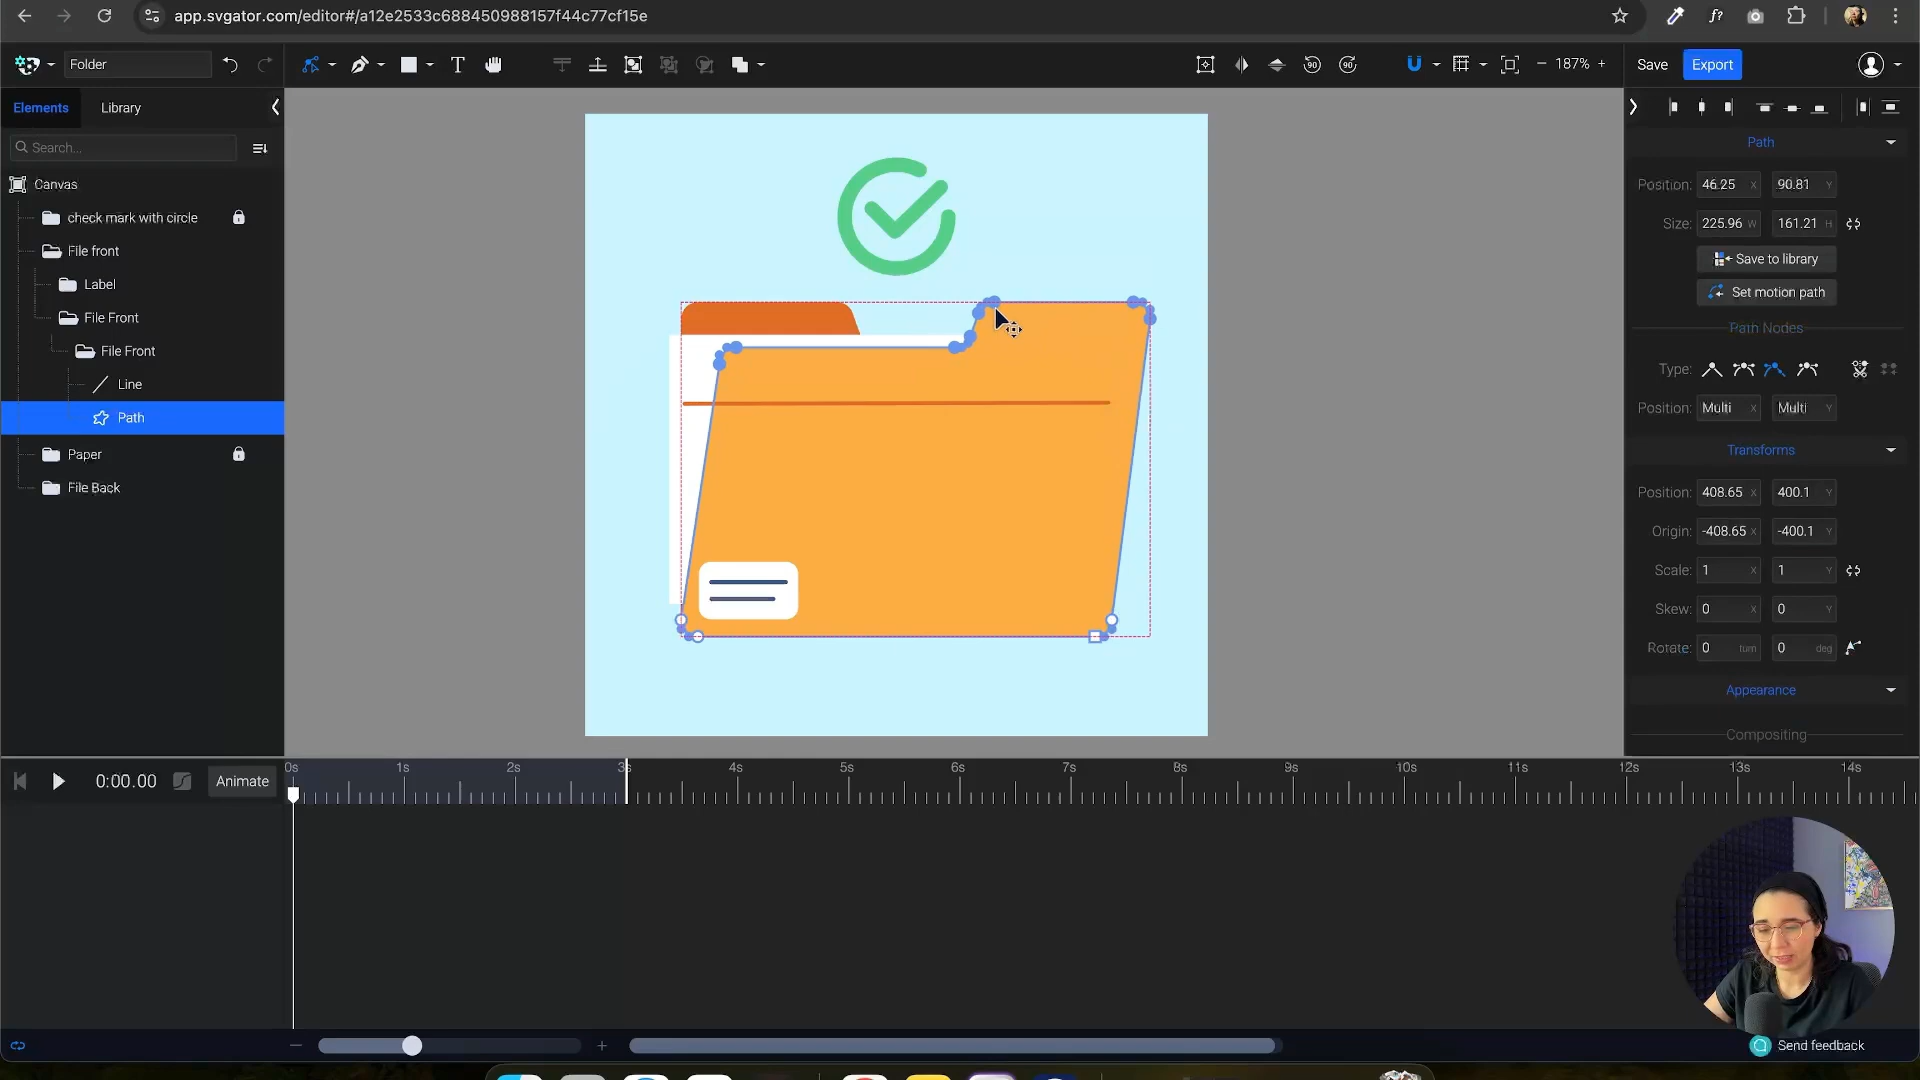 app.svgator.com/editor#/a12e2533c688450988157f44c77cf15e
Folder
T
90
90
187%
Save
Export
Elements
Library
Search...
Canvas
check mark with circle
File front
Label
File Front
File Front
Line
Path
Paper
File Back
Path
Position: 46.25 X 90.81 Y
Size: 225.96 W 161.21 H
Save to library
Set motion path
Path Nodes
Type:
Position: Multi X Multi Y
Transforms
Position: 408.65 X 400.1 Y
Origin: -408.65 X -400.1 Y
Scale: 1 X 1 Y
Skew: 0 X 0 Y
Rotate: 0 turn 0 deg
Appearance
Compositing
0:00.00
Animate
0s 1s 2s 3s 4s 5s 6s 7s 8s 9s 10s 11s 12s 13s 14s
Send feedback